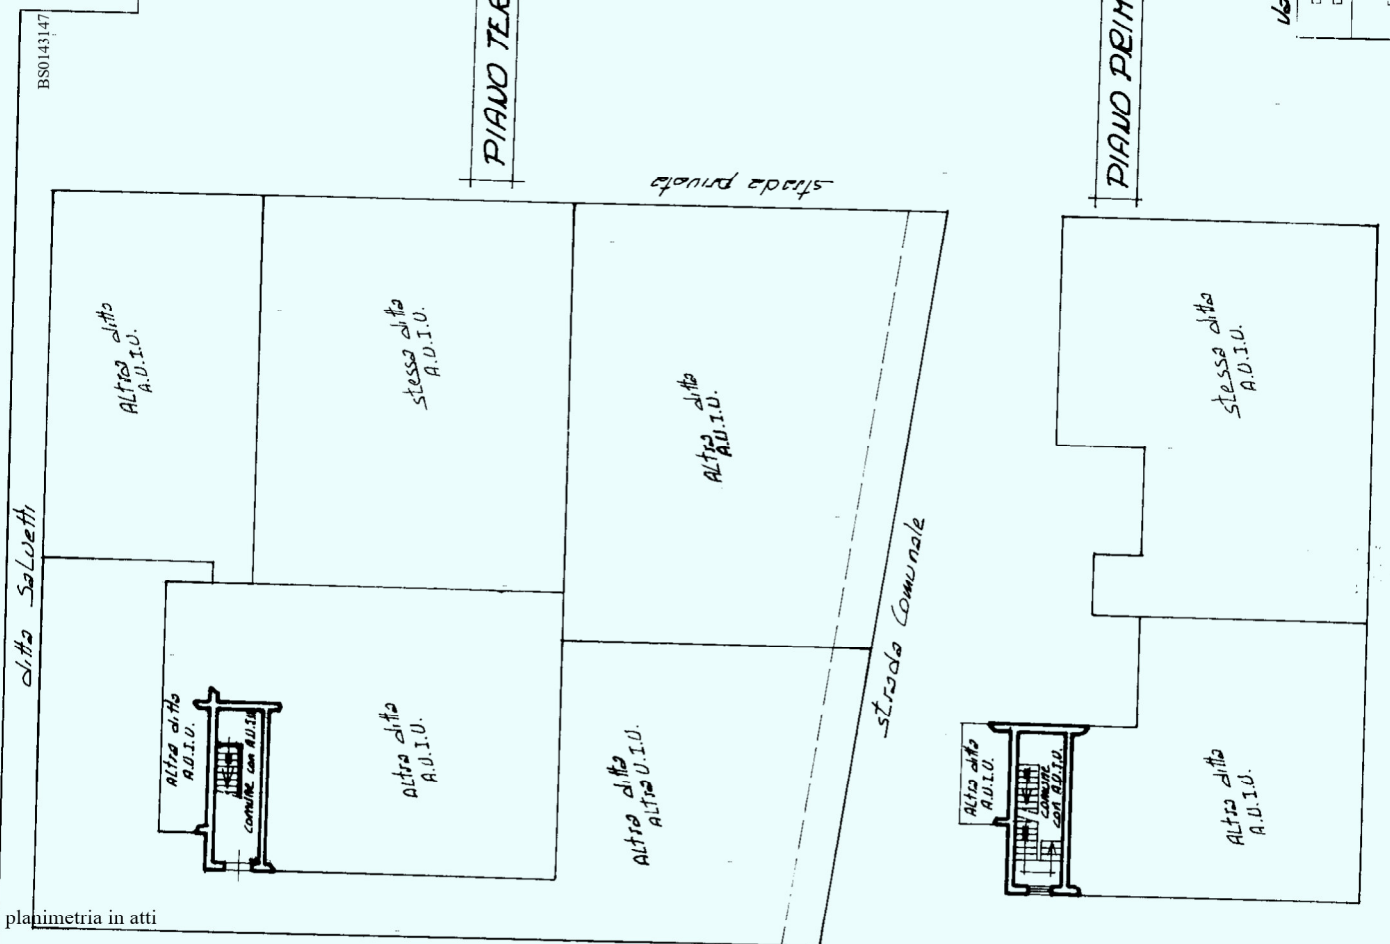 BS0143147
PIANO TER
PIANO PRIM
strada privata
Altra ditta
A.U.I.U.
stessa ditta
A.U.I.U.
Altra ditta
A.U.I.U.
stessa ditta
A.U.I.U.
ditta Salvetti
strada Comunale
Altra ditta
A.U.I.U.
comune con A.U.I.U.
Altra ditta
A.U.I.U.
Altra ditta
Altra U.I.U.
Altra ditta
A.U.I.U.
comune
con A.U.I.U.
Altra ditta
A.U.I.U.
planimetria in atti